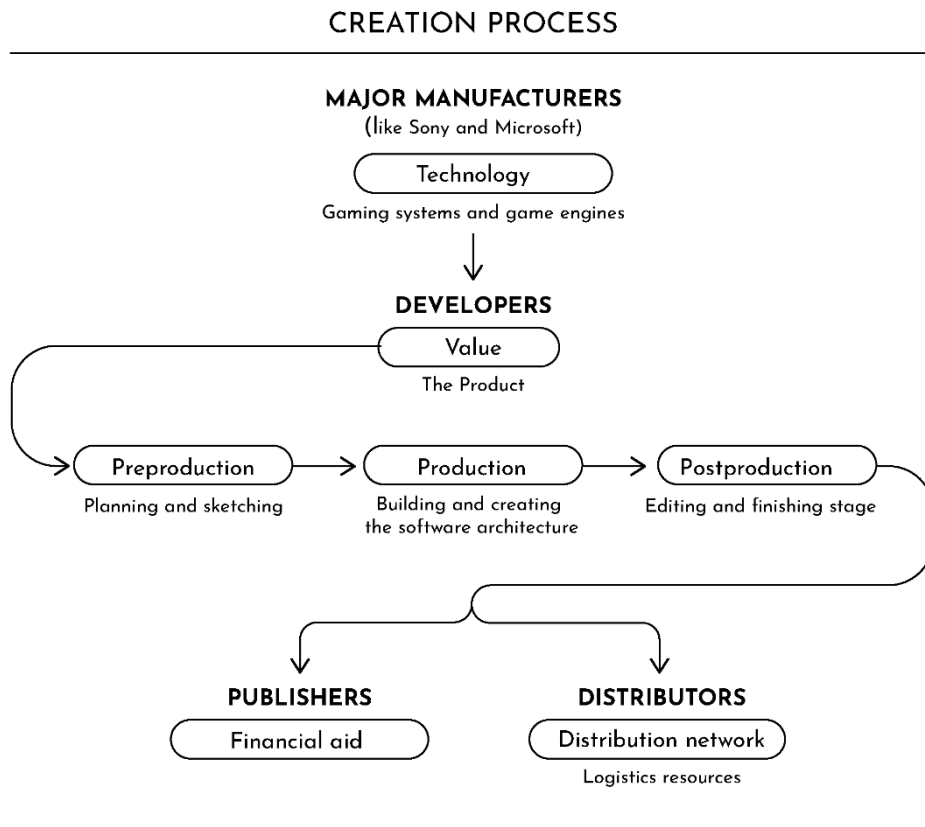 CREATION PROCESS
MAJOR MANUFACTURERS
(like Sony and Microsoft)
Technology
Gaming systems and game engines
DEVELOPERS
Value
The Product
Preproduction
Planning and sketching
Production
Building and creating
the software architecture
Postproduction
Editing and finishing stage
PUBLISHERS
Financial aid
DISTRIBUTORS
Distribution network
Logistics resources